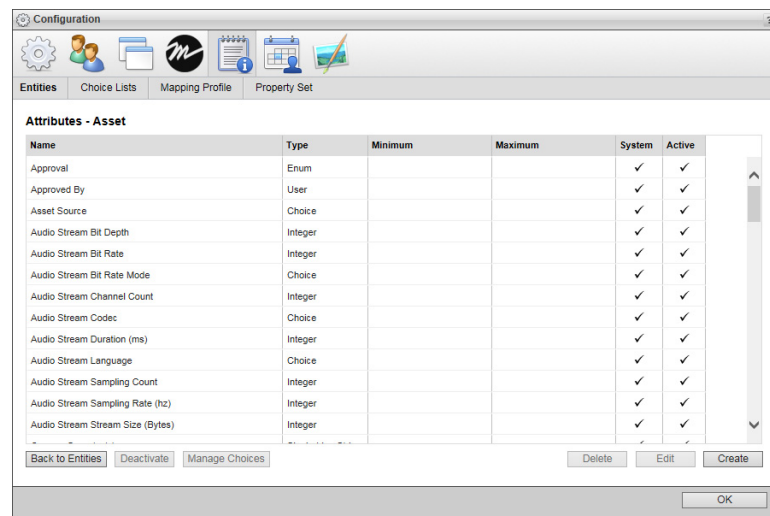 Configuration
Entities Choice Lists Mapping Profile Property Set
Attributes - Asset
Name Type Minimum Maximum System Active
Approval Enum ✓ ✓
Approved By User ✓ ✓
Asset Source Choice ✓ ✓
Audio Stream Bit Depth Integer ✓ ✓
Audio Stream Bit Rate Integer ✓ ✓
Audio Stream Bit Rate Mode Choice ✓ ✓
Audio Stream Channel Count Integer ✓ ✓
Audio Stream Codec Choice ✓ ✓
Audio Stream Duration (ms) Integer ✓ ✓
Audio Stream Language Choice ✓ ✓
Audio Stream Sampling Count Integer ✓ ✓
Audio Stream Sampling Rate (hz) Integer ✓ ✓
Audio Stream Stream Size (Bytes) Integer ✓ ✓
Back to Entities Deactivate Manage Choices Delete Edit Create
OK